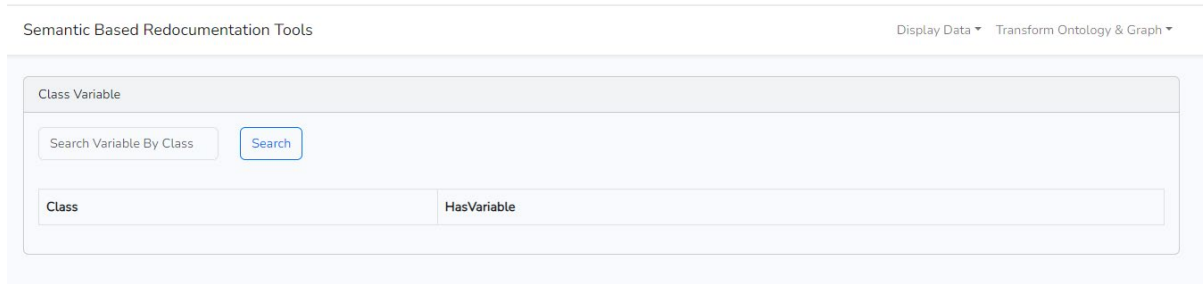 Semantic Based Redocumentation Tools Display Data Transform Ontology & Graph
Class Variable
Search Variable By Class Search
Class HasVariable